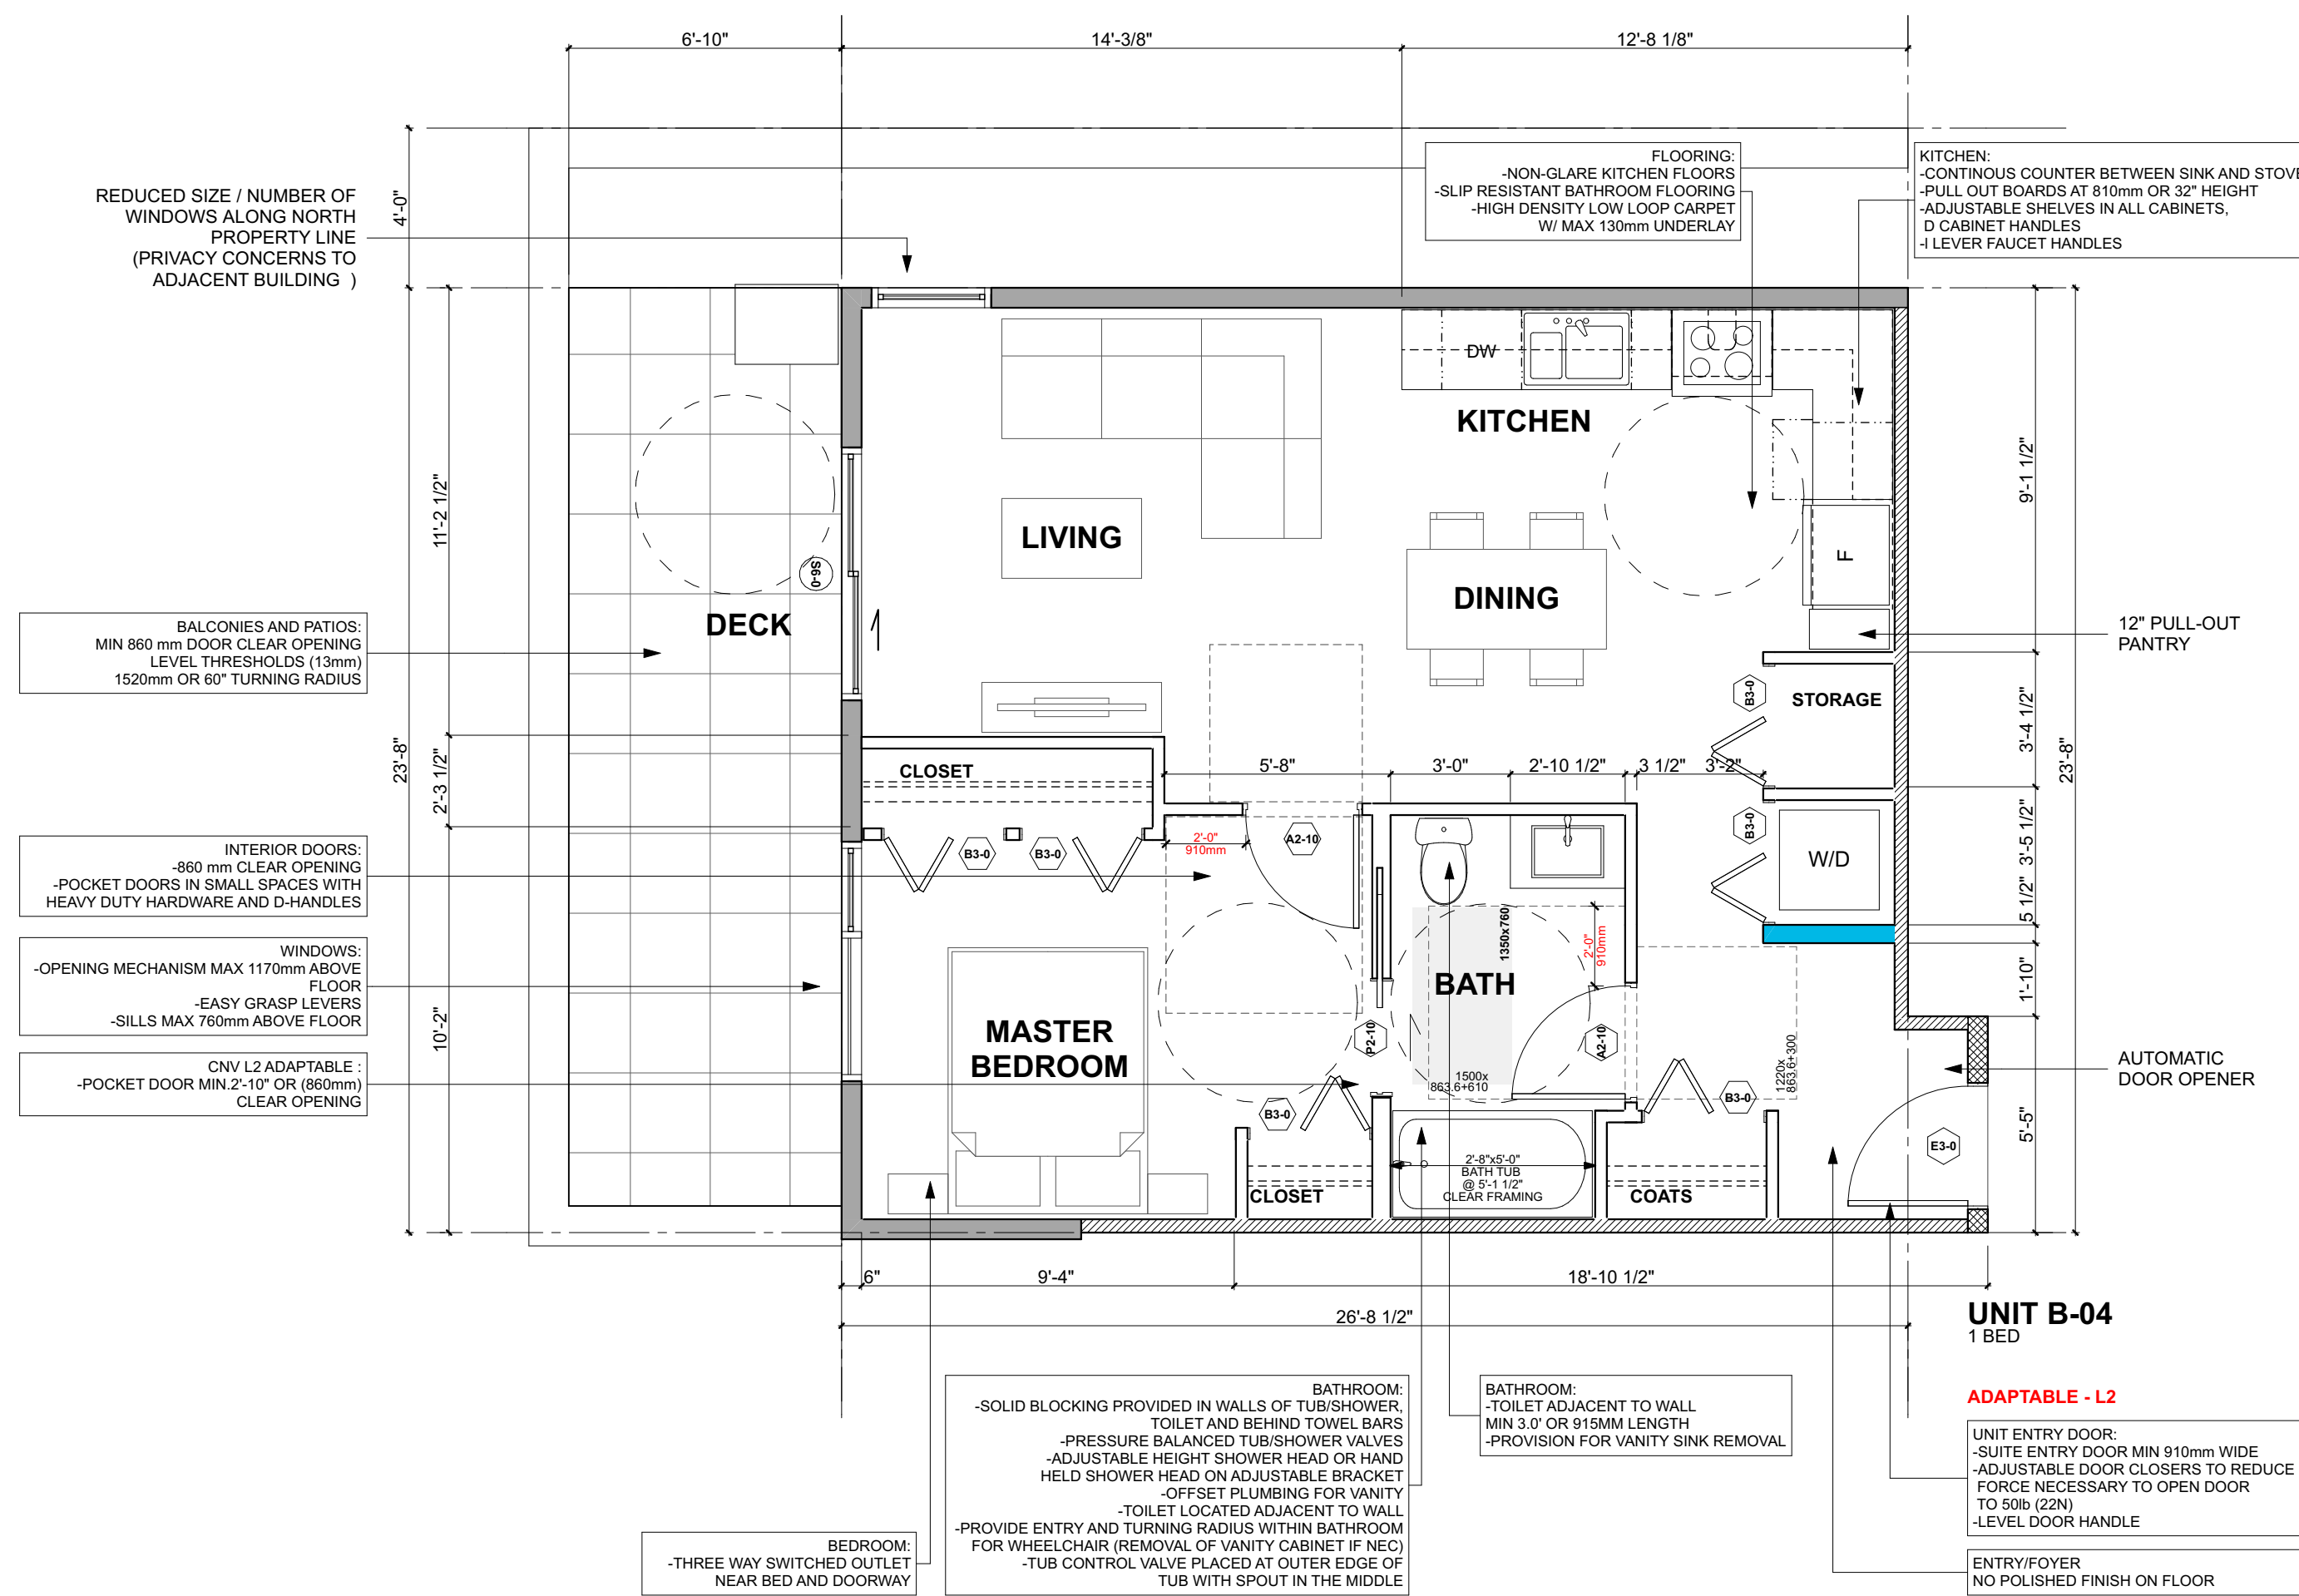 6'-10"
14'-3/8"
12'-8 1/8"
4'-0"
REDUCED SIZE / NUMBER OF
WINDOWS ALONG NORTH
PROPERTY LINE
(PRIVACY CONCERNS TO
ADJACENT BUILDING )
FLOORING:
-NON-GLARE KITCHEN FLOORS
-SLIP RESISTANT BATHROOM FLOORING
-HIGH DENSITY LOW LOOP CARPET
W/ MAX 130mm UNDERLAY
KITCHEN:
-CONTINOUS COUNTER BETWEEN SINK AND STOVE
-PULL OUT BOARDS AT 810mm OR 32" HEIGHT
-ADJUSTABLE SHELVES IN ALL CABINETS,
D CABINET HANDLES
-I LEVER FAUCET HANDLES
DW
KITCHEN
11'-2 1/2"
9'-1 1/2"
LIVING
F
S6-0
DINING
DECK
BALCONIES AND PATIOS:
MIN 860 mm DOOR CLEAR OPENING
LEVEL THRESHOLDS (13mm)
1520mm OR 60" TURNING RADIUS
12" PULL-OUT
PANTRY
B3-0
STORAGE
3'-4 1/2"
23'-8"
2'-3 1/2"
23'-8"
CLOSET
5'-8"
3'-0"
2'-10 1/2"
3 1/2"
3'-2"
B3-0
W/D
3'-5 1/2"
5 1/2"
2'-0"
910mm
A2-10
B3-0
B3-0
INTERIOR DOORS:
-860 mm CLEAR OPENING
-POCKET DOORS IN SMALL SPACES WITH
HEAVY DUTY HARDWARE AND D-HANDLES
WINDOWS:
-OPENING MECHANISM MAX 1170mm ABOVE
FLOOR
-EASY GRASP LEVERS
-SILLS MAX 760mm ABOVE FLOOR
1350x760
2'-0"
910mm
BATH
1'-10"
10'-2"
MASTER
BEDROOM
P2-10
A2-10
1500x
863.6+610
1220x
863.6+300
CNV L2 ADAPTABLE :
-POCKET DOOR MIN.2'-10" OR (860mm)
CLEAR OPENING
AUTOMATIC
DOOR OPENER
B3-0
B3-0
5'-5"
E3-0
2'-8"x5'-0"
BATH TUB
@ 5'-1 1/2"
CLEAR FRAMING
CLOSET
COATS
6"
9'-4"
18'-10 1/2"
26'-8 1/2"
UNIT B-04
1 BED
ADAPTABLE - L2
BATHROOM:
-SOLID BLOCKING PROVIDED IN WALLS OF TUB/SHOWER,
TOILET AND BEHIND TOWEL BARS
-PRESSURE BALANCED TUB/SHOWER VALVES
-ADJUSTABLE HEIGHT SHOWER HEAD OR HAND
HELD SHOWER HEAD ON ADJUSTABLE BRACKET
-OFFSET PLUMBING FOR VANITY
-TOILET LOCATED ADJACENT TO WALL
-PROVIDE ENTRY AND TURNING RADIUS WITHIN BATHROOM
FOR WHEELCHAIR (REMOVAL OF VANITY CABINET IF NEC)
-TUB CONTROL VALVE PLACED AT OUTER EDGE OF
TUB WITH SPOUT IN THE MIDDLE
BATHROOM:
-TOILET ADJACENT TO WALL
MIN 3.0' OR 915MM LENGTH
-PROVISION FOR VANITY SINK REMOVAL
UNIT ENTRY DOOR:
-SUITE ENTRY DOOR MIN 910mm WIDE
-ADJUSTABLE DOOR CLOSERS TO REDUCE
FORCE NECESSARY TO OPEN DOOR
TO 50lb (22N)
-LEVEL DOOR HANDLE
BEDROOM:
-THREE WAY SWITCHED OUTLET
NEAR BED AND DOORWAY
ENTRY/FOYER
NO POLISHED FINISH ON FLOOR